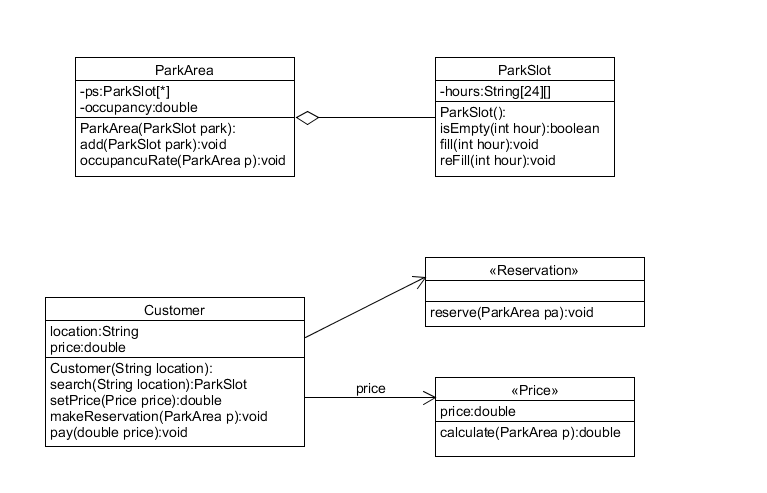 ParkArea
-ps:ParkSlot[*]
-occupancy:double
ParkArea(ParkSlot park):
add(ParkSlot park):void
occupancuRate(ParkArea p):void
ParkSlot
-hours:String[24][]
ParkSlot():
isEmpty(int hour):boolean
fill(int hour):void
reFill(int hour):void
Customer
location:String
price:double
Customer(String location):
search(String location):ParkSlot
setPrice(Price price):double
makeReservation(ParkArea p):void
pay(double price):void
«Reservation»
reserve(ParkArea pa):void
price
«Price»
price:double
calculate(ParkArea p):double